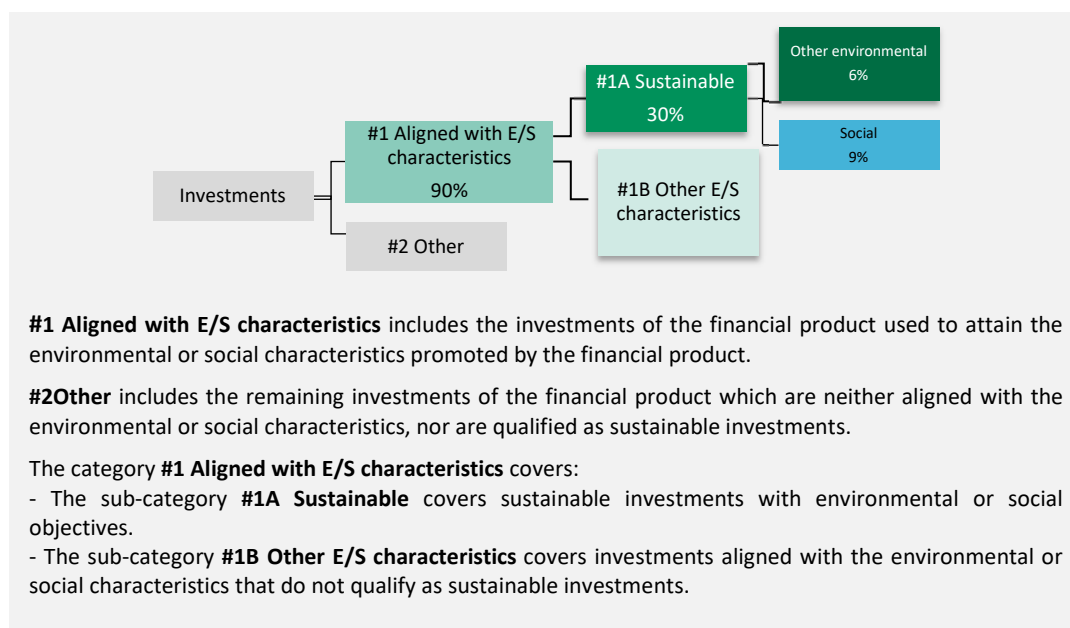 Other environmental
6%
#1A Sustainable
30%
Social
9%
#1 Aligned with E/S
characteristics
90%
#1B Other E/S
characteristics
Investments
#2 Other
#1 Aligned with E/S characteristics includes the investments of the financial product used to attain the
environmental or social characteristics promoted by the financial product.
#2Other includes the remaining investments of the financial product which are neither aligned with the
environmental or social characteristics, nor are qualified as sustainable investments.
The category #1 Aligned with E/S characteristics covers:
- The sub-category #1A Sustainable covers sustainable investments with environmental or social
objectives.
- The sub-category #1B Other E/S characteristics covers investments aligned with the environmental or
social characteristics that do not qualify as sustainable investments.